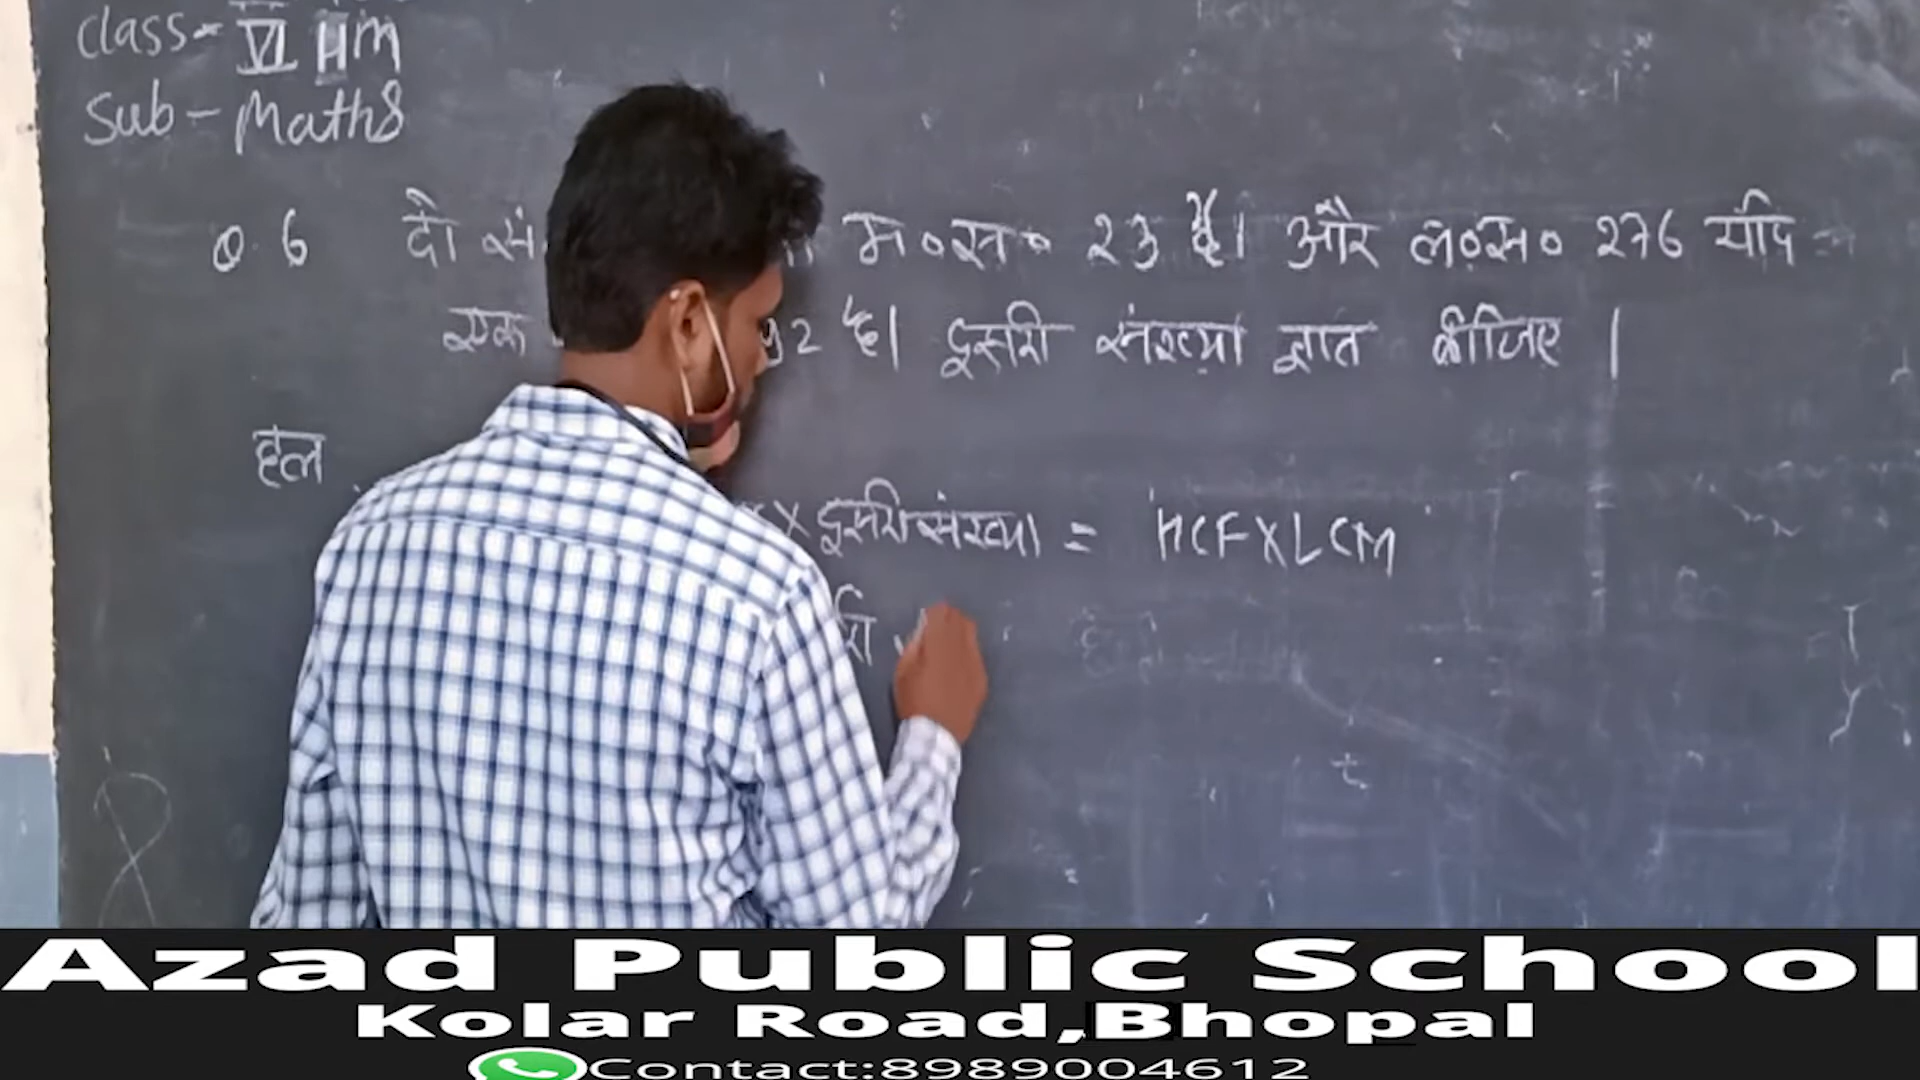 Class - VI HM
Sub - Maths
Q. 6 दो सं म०स० 23 है। और ल०स० 276 यदि
एक 92 है। दूसरी संख्या ज्ञात कीजिए |
हल
X दूसरी संख्या = HCF X LCM
री
Azad Public School
Kolar Road,Bhopal
Contact:8989004612